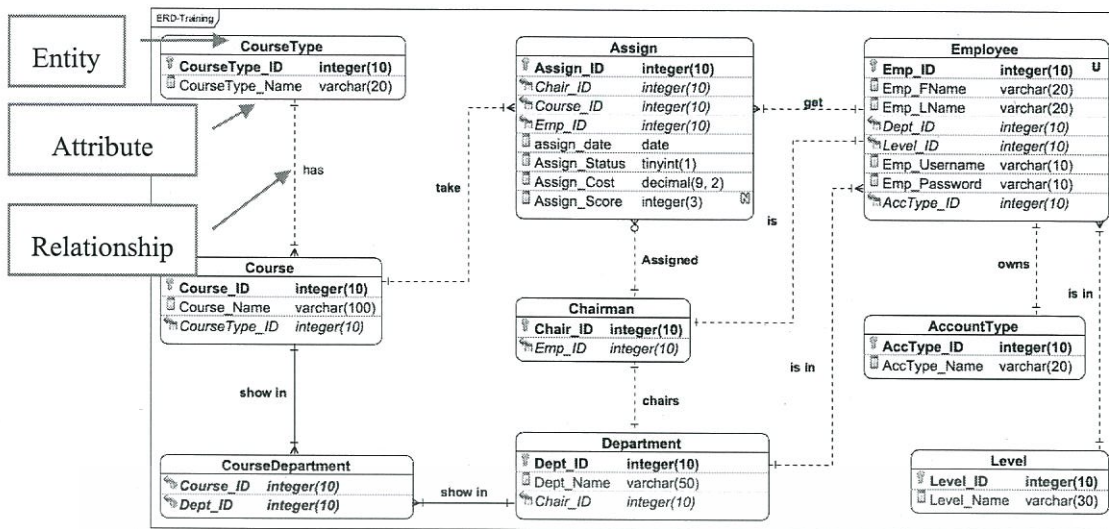 ERD-Training
Entity
Attribute
Relationship
CourseType
CourseType_ID integer(10)
CourseType_Name varchar(20)
has
Course
Course_ID integer(10)
Course_Name varchar(100)
CourseType_ID integer(10)
show in
CourseDepartment
Course_ID integer(10)
Dept_ID integer(10)
show in
take
Assign
Assign_ID integer(10)
Chair_ID integer(10)
Course_ID integer(10)
Emp_ID integer(10)
assign_date date
Assign_Status tinyint(1)
Assign_Cost decimal(9, 2)
Assign_Score integer(3) N
Assigned
Chairman
Chair_ID integer(10)
Emp_ID integer(10)
chairs
Department
Dept_ID integer(10)
Dept_Name varchar(50)
Chair_ID integer(10)
get
is
is in
Employee
Emp_ID integer(10) U
Emp_FName varchar(20)
Emp_LName varchar(20)
Dept_ID integer(10)
Level_ID integer(10)
Emp_Username varchar(10)
Emp_Password varchar(10)
AccType_ID integer(10)
owns
is in
AccountType
AccType_ID integer(10)
AccType_Name varchar(20)
Level
Level_ID integer(10)
Level_Name varchar(30)